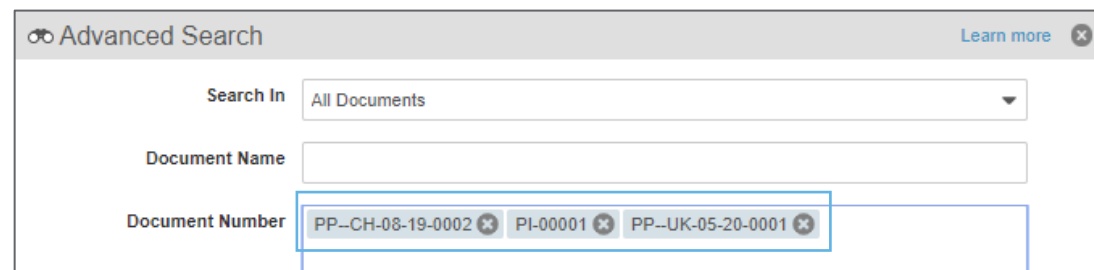 Advanced Search Learn more
Search In All Documents
Document Name
Document Number PP--CH-08-19-0002 PI-00001 PP--UK-05-20-0001